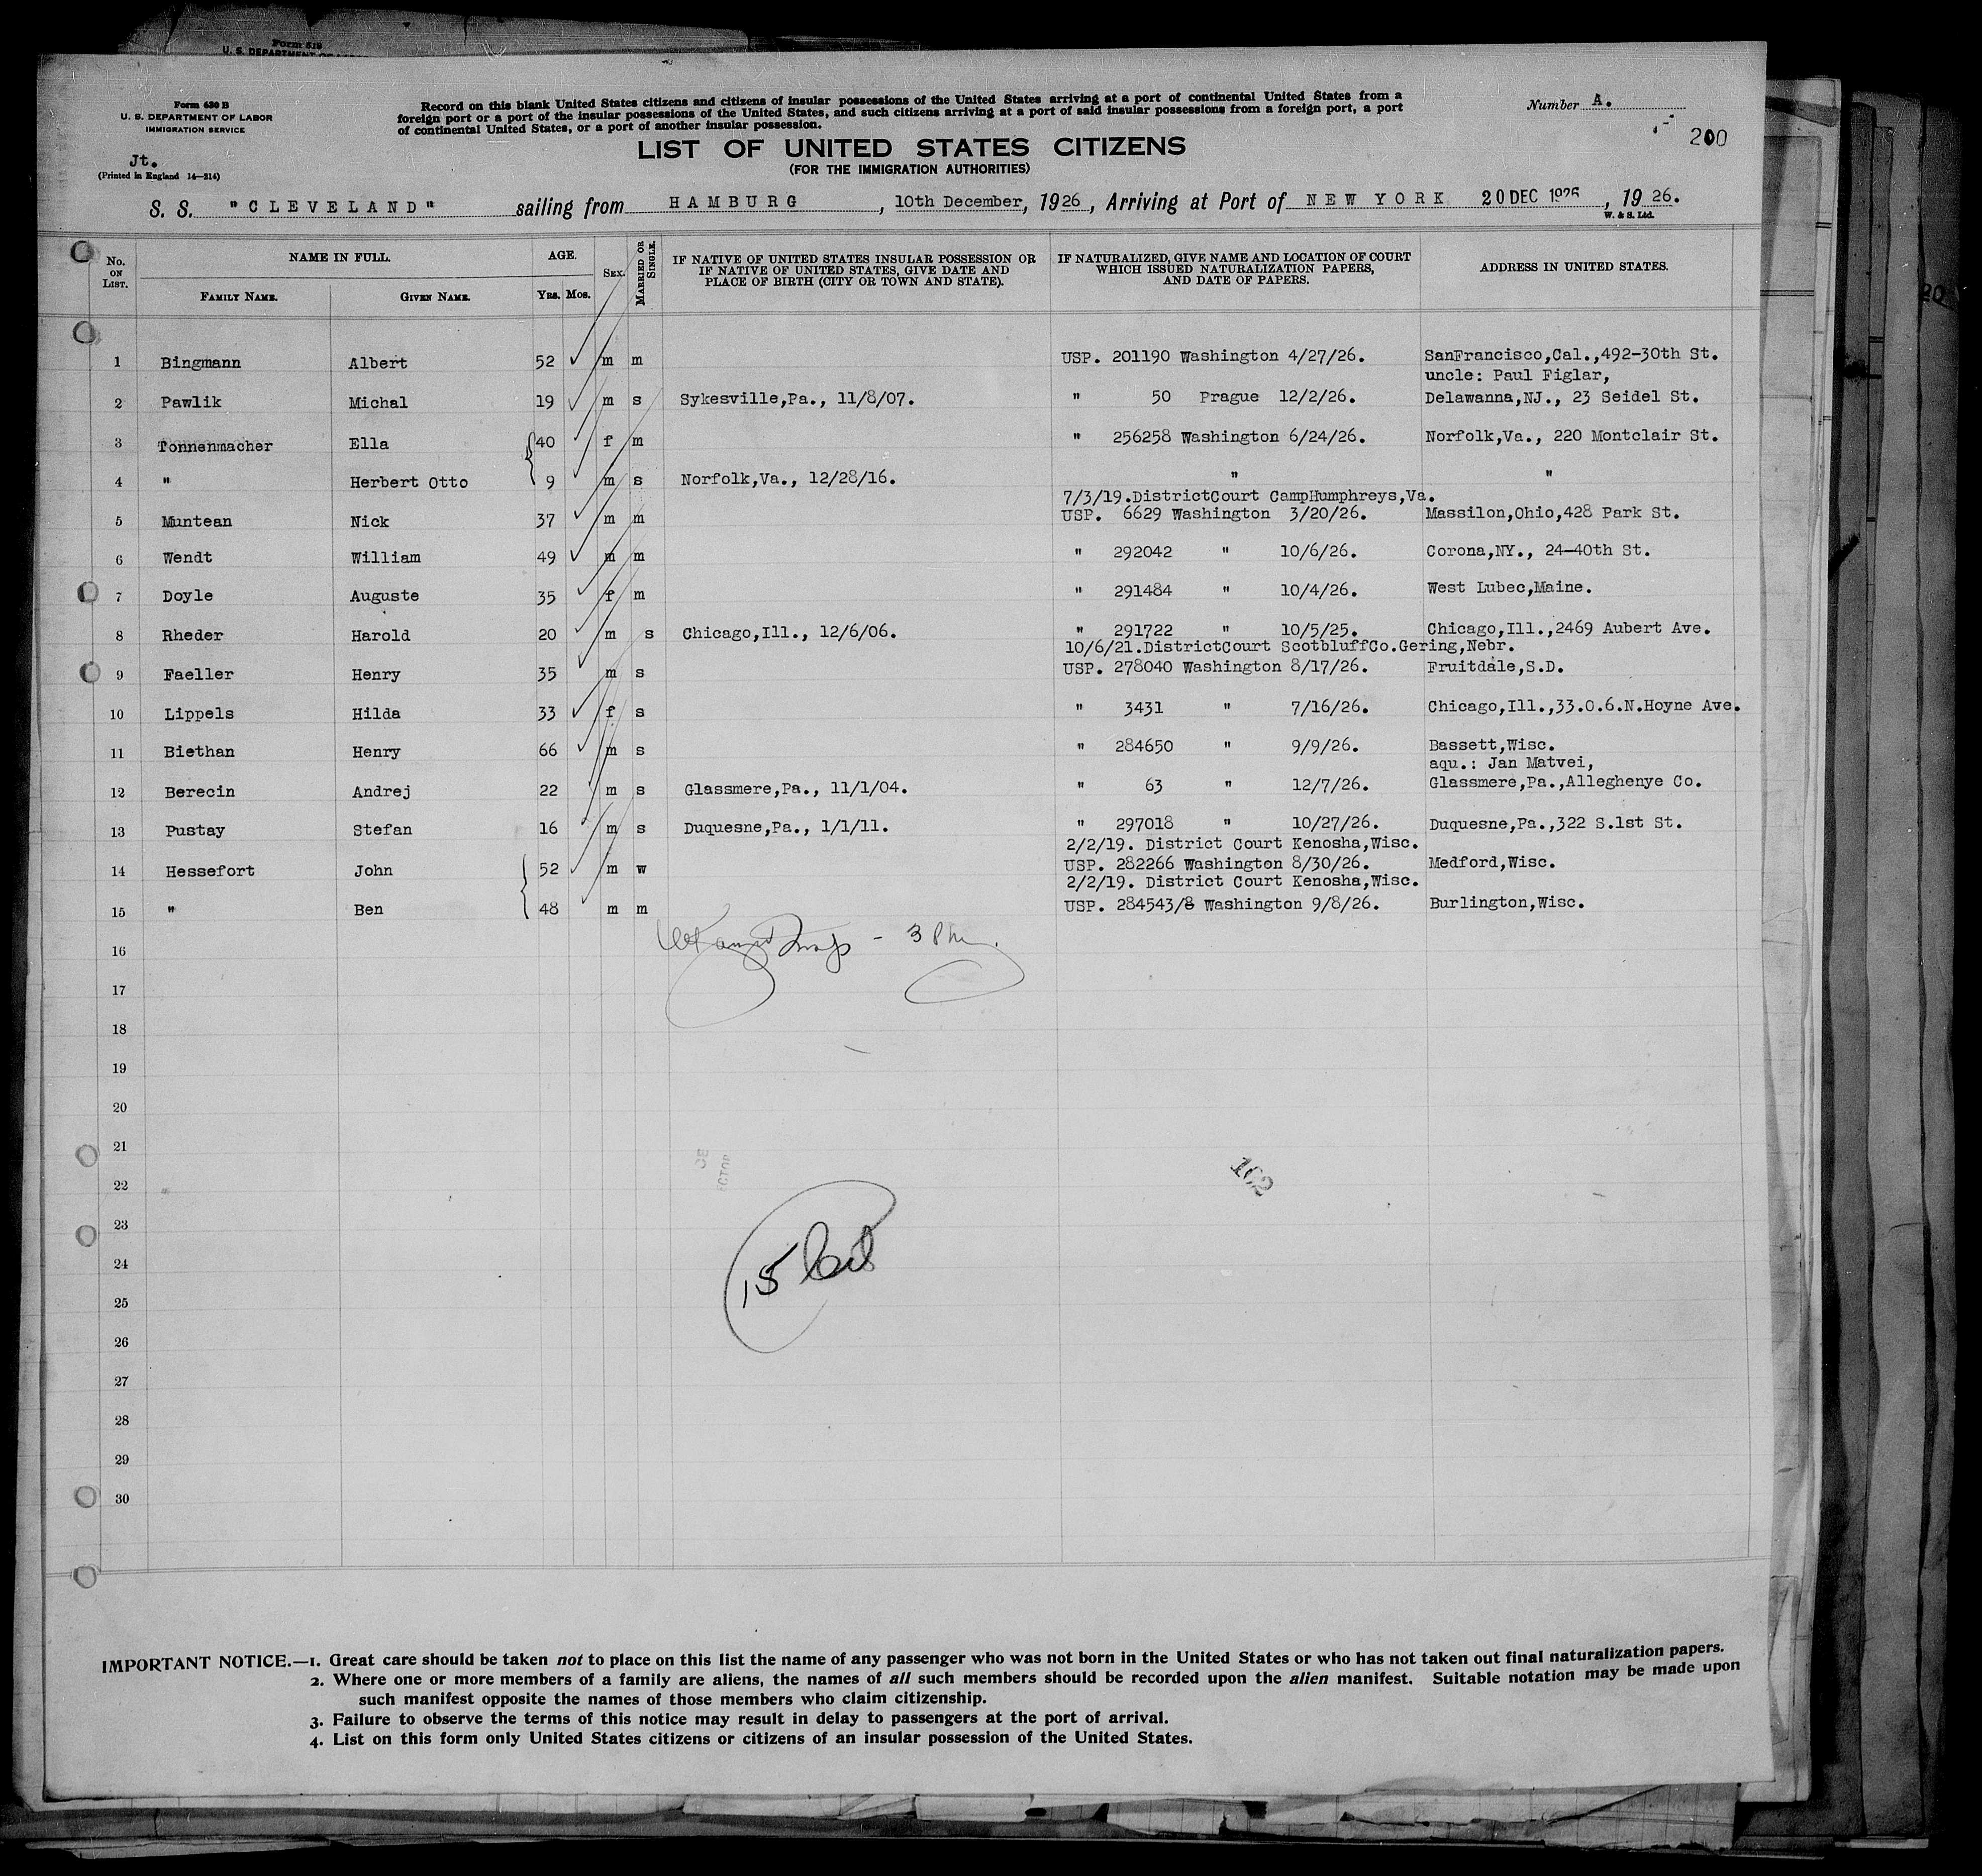 Form 519
U. S. DEPARTMENT OF
Form 630 B
U. S. DEPARTMENT OF LABOR
IMMIGRATION SERVICE
Jt.
(Printed in England 14—214)
Record on this blank United States citizens and citizens of insular possessions of the United States arriving at a port of continental United States from a
foreign port or a port of the insular possessions of the United States, and such citizens arriving at a port of said insular possessions from a foreign port, a port
of continental United States, or a port of another insular possession.
Number A.
200
LIST OF UNITED STATES CITIZENS
(FOR THE IMMIGRATION AUTHORITIES)
S. S. "CLEVELAND" sailing from HAMBURG, 10th December, 1926, Arriving at Port of NEW YORK 20 DEC 1926, 1926.
W. & S. Ltd.
No. ON LIST. NAME IN FULL. AGE. SEX. MARRIED OR SINGLE. IF NATIVE OF UNITED STATES INSULAR POSSESSION OR IF NATIVE OF UNITED STATES, GIVE DATE AND PLACE OF BIRTH (CITY OR TOWN AND STATE). IF NATURALIZED, GIVE NAME AND LOCATION OF COURT WHICH ISSUED NATURALIZATION PAPERS, AND DATE OF PAPERS. ADDRESS IN UNITED STATES.
FAMILY NAME. GIVEN NAME. YRS. MOS.
1 Bingmann Albert 52 m m USP. 201190 Washington 4/27/26. SanFrancisco,Cal.,492-30th St.
uncle: Paul Figlar,
2 Pawlik Michal 19 m s Sykesville,Pa., 11/8/07. " 50 Prague 12/2/26. Delawanna,NJ., 23 Seidel St.
3 Tonnenmacher Ella 40 f m " 256258 Washington 6/24/26. Norfolk,Va., 220 Montclair St.
4 " Herbert Otto 9 m s Norfolk,Va., 12/28/16. " "
7/3/19.DistrictCourt CampHumphreys,Va.
5 Muntean Nick 37 m m USP. 6629 Washington 3/20/26. Massilon,Ohio,428 Park St.
6 Wendt William 49 m m " 292042 " 10/6/26. Corona,NY., 24-40th St.
7 Doyle Auguste 35 f m " 291484 " 10/4/26. West Lubec,Maine.
8 Rheder Harold 20 m s Chicago,Ill., 12/6/06. " 291722 " 10/5/25. Chicago,Ill.,2469 Aubert Ave.
10/6/21.DistrictCourt ScotbluffCo.Gering,Nebr.
9 Faeller Henry 35 m s USP. 278040 Washington 8/17/26. Fruitdale,S.D.
10 Lippels Hilda 33 f s " 3431 " 7/16/26. Chicago,Ill.,33.0.6.N.Hoyne Ave.
11 Biethan Henry 66 m s " 284650 " 9/9/26. Bassett,Wisc.
aqu.: Jan Matvei,
12 Berecin Andrej 22 m s Glassmere,Pa., 11/1/04. " 63 " 12/7/26. Glassmere,Pa.,Alleghenye Co.
13 Pustay Stefan 16 m s Duquesne,Pa., 1/1/11. " 297018 " 10/27/26. Duquesne,Pa.,322 S.1st St.
2/2/19. District Court Kenosha,Wisc.
14 Hessefort John 52 m w USP. 282266 Washington 8/30/26. Medford,Wisc.
2/2/19. District Court Kenosha,Wisc.
15 " Ben 48 m m USP. 284543/8 Washington 9/8/26. Burlington,Wisc.
- 3 PM.
16
17
18
19
20
21
22
23
24
25
26
27
28
29
30
102
15
IMPORTANT NOTICE.—1. Great care should be taken not to place on this list the name of any passenger who was not born in the United States or who has not taken out final naturalization papers.
2. Where one or more members of a family are aliens, the names of all such members should be recorded upon the alien manifest. Suitable notation may be made upon
such manifest opposite the names of those members who claim citizenship.
3. Failure to observe the terms of this notice may result in delay to passengers at the port of arrival.
4. List on this form only United States citizens or citizens of an insular possession of the United States.